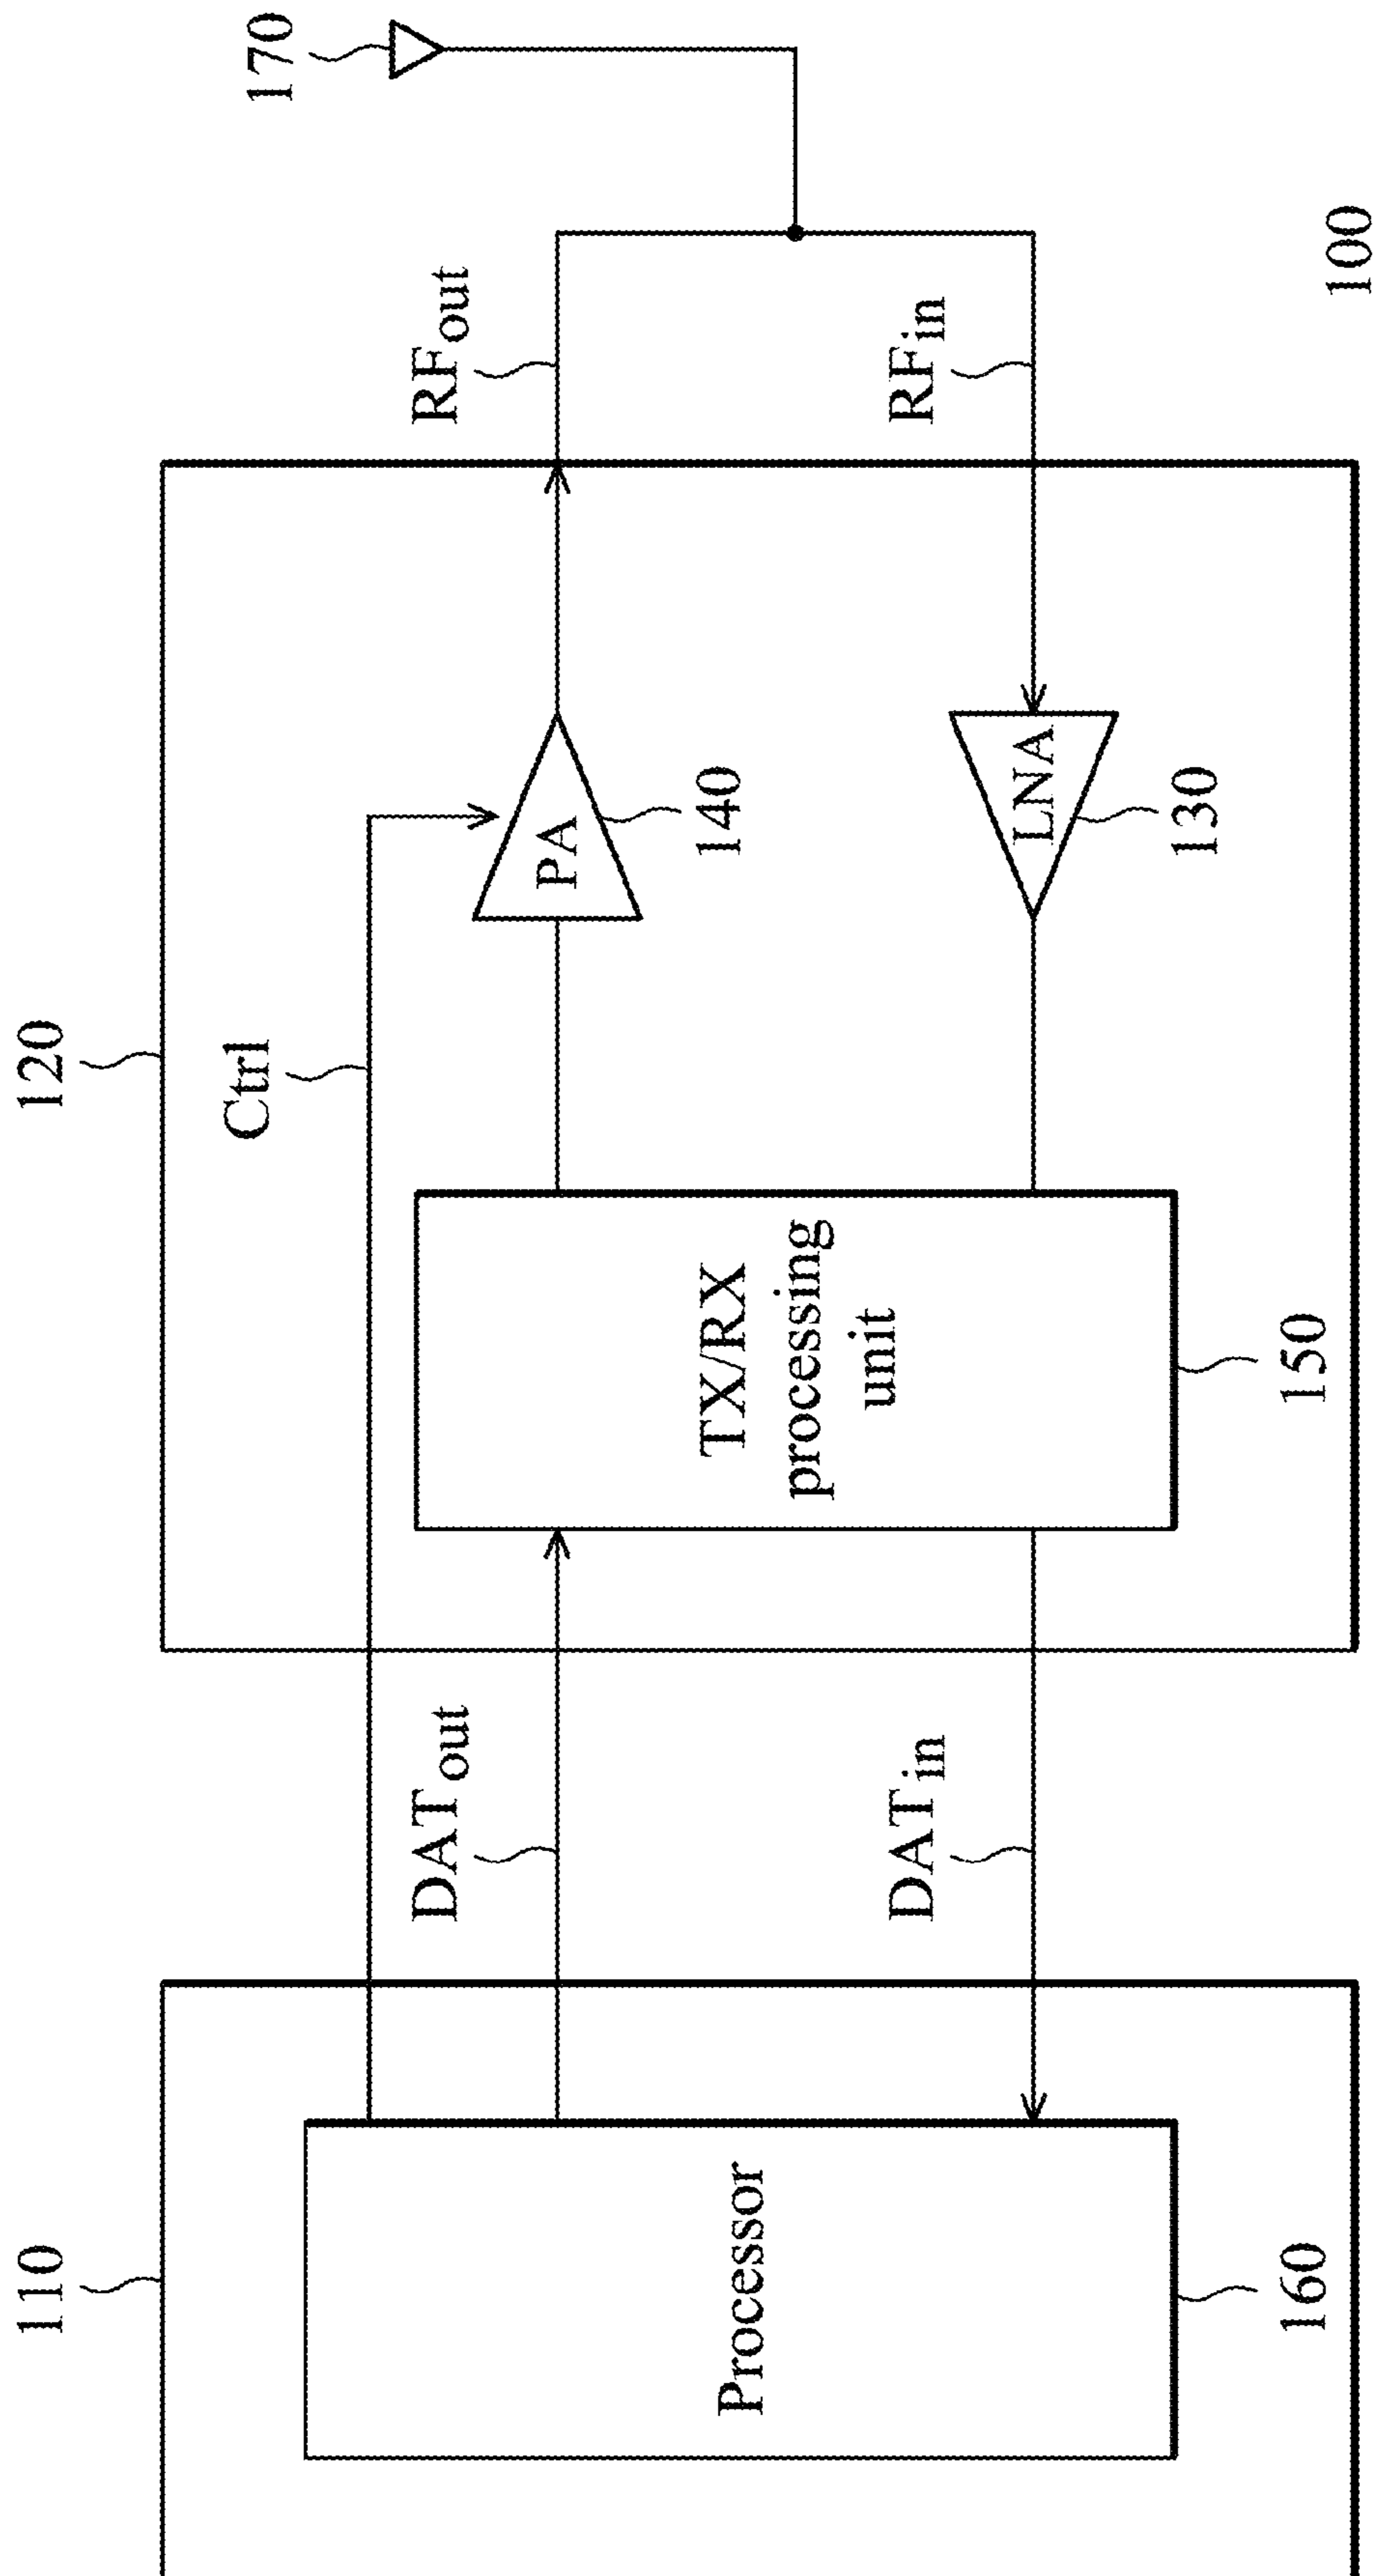 110
120
170
Ctrl
DATout
RFout
PA
140
TX/RX
processing
unit
Processor
DATin
RFin
LNA
130
160
150
100